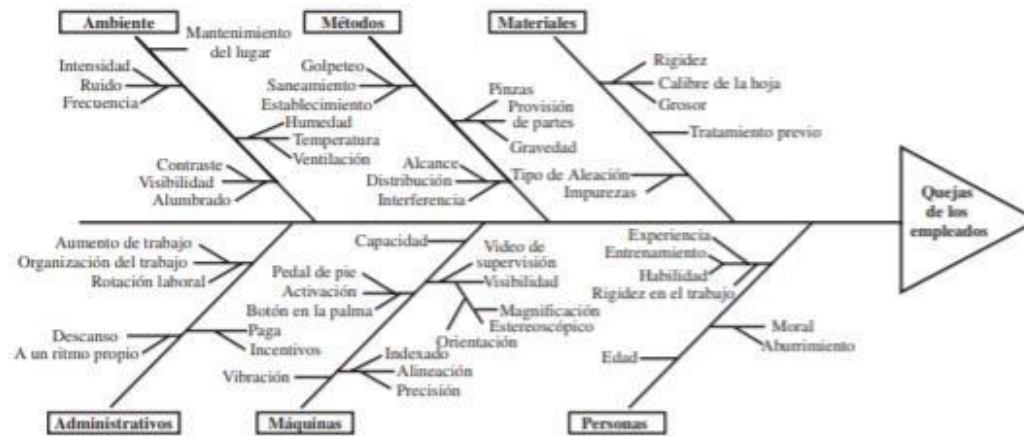 Ambiente
Métodos
Materiales
Mantenimiento
del lugar
Intensidad
Ruido
Frecuencia
Humedad
Temperatura
Ventilación
Contraste
Visibilidad
Alumbrado
Golpeteo
Saneamiento
Establecimiento
Pinzas
Provisión
de partes
Gravedad
Alcance
Distribución
Interferencia
Rigidez
Calibre de la hoja
Grosor
Tratamiento previo
Tipo de Aleación
Impurezas
Quejas
de los
empleados
Aumento de trabajo
Organización del trabajo
Rotación laboral
Descanso
A un ritmo propio
Paga
Incentivos
Capacidad
Pedal de pie
Activación
Botón en la palma
Video de
supervisión
Visibilidad
Magnificación
Estereoscópico
Orientación
Vibración
Indexado
Alineación
Precisión
Experiencia
Entrenamiento
Habilidad
Rigidez en el trabajo
Moral
Aburrimiento
Edad
Administrativos
Máquinas
Personas